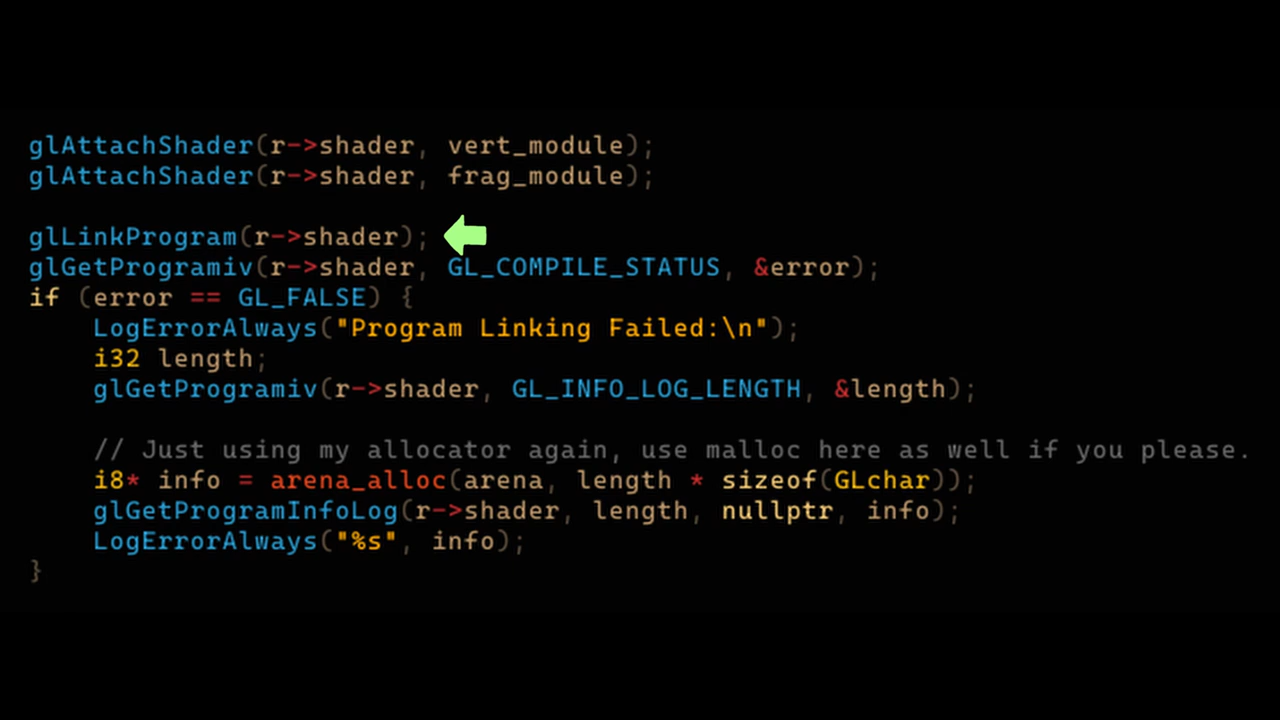 glAttachShader(r->shader, vert_module);
glAttachShader(r->shader, frag_module);
glLinkProgram(r->shader);
glGetProgramiv(r->shader, GL_COMPILE_STATUS, &error);
if (error == GL_FALSE) {
LogErrorAlways("Program Linking Failed:\n");
i32 length;
glGetProgramiv(r->shader, GL_INFO_LOG_LENGTH, &length);
// Just using my allocator again, use malloc here as well if you please.
i8* info = arena_alloc(arena, length * sizeof(GLchar));
glGetProgramInfoLog(r->shader, length, nullptr, info);
LogErrorAlways("%s", info);
}